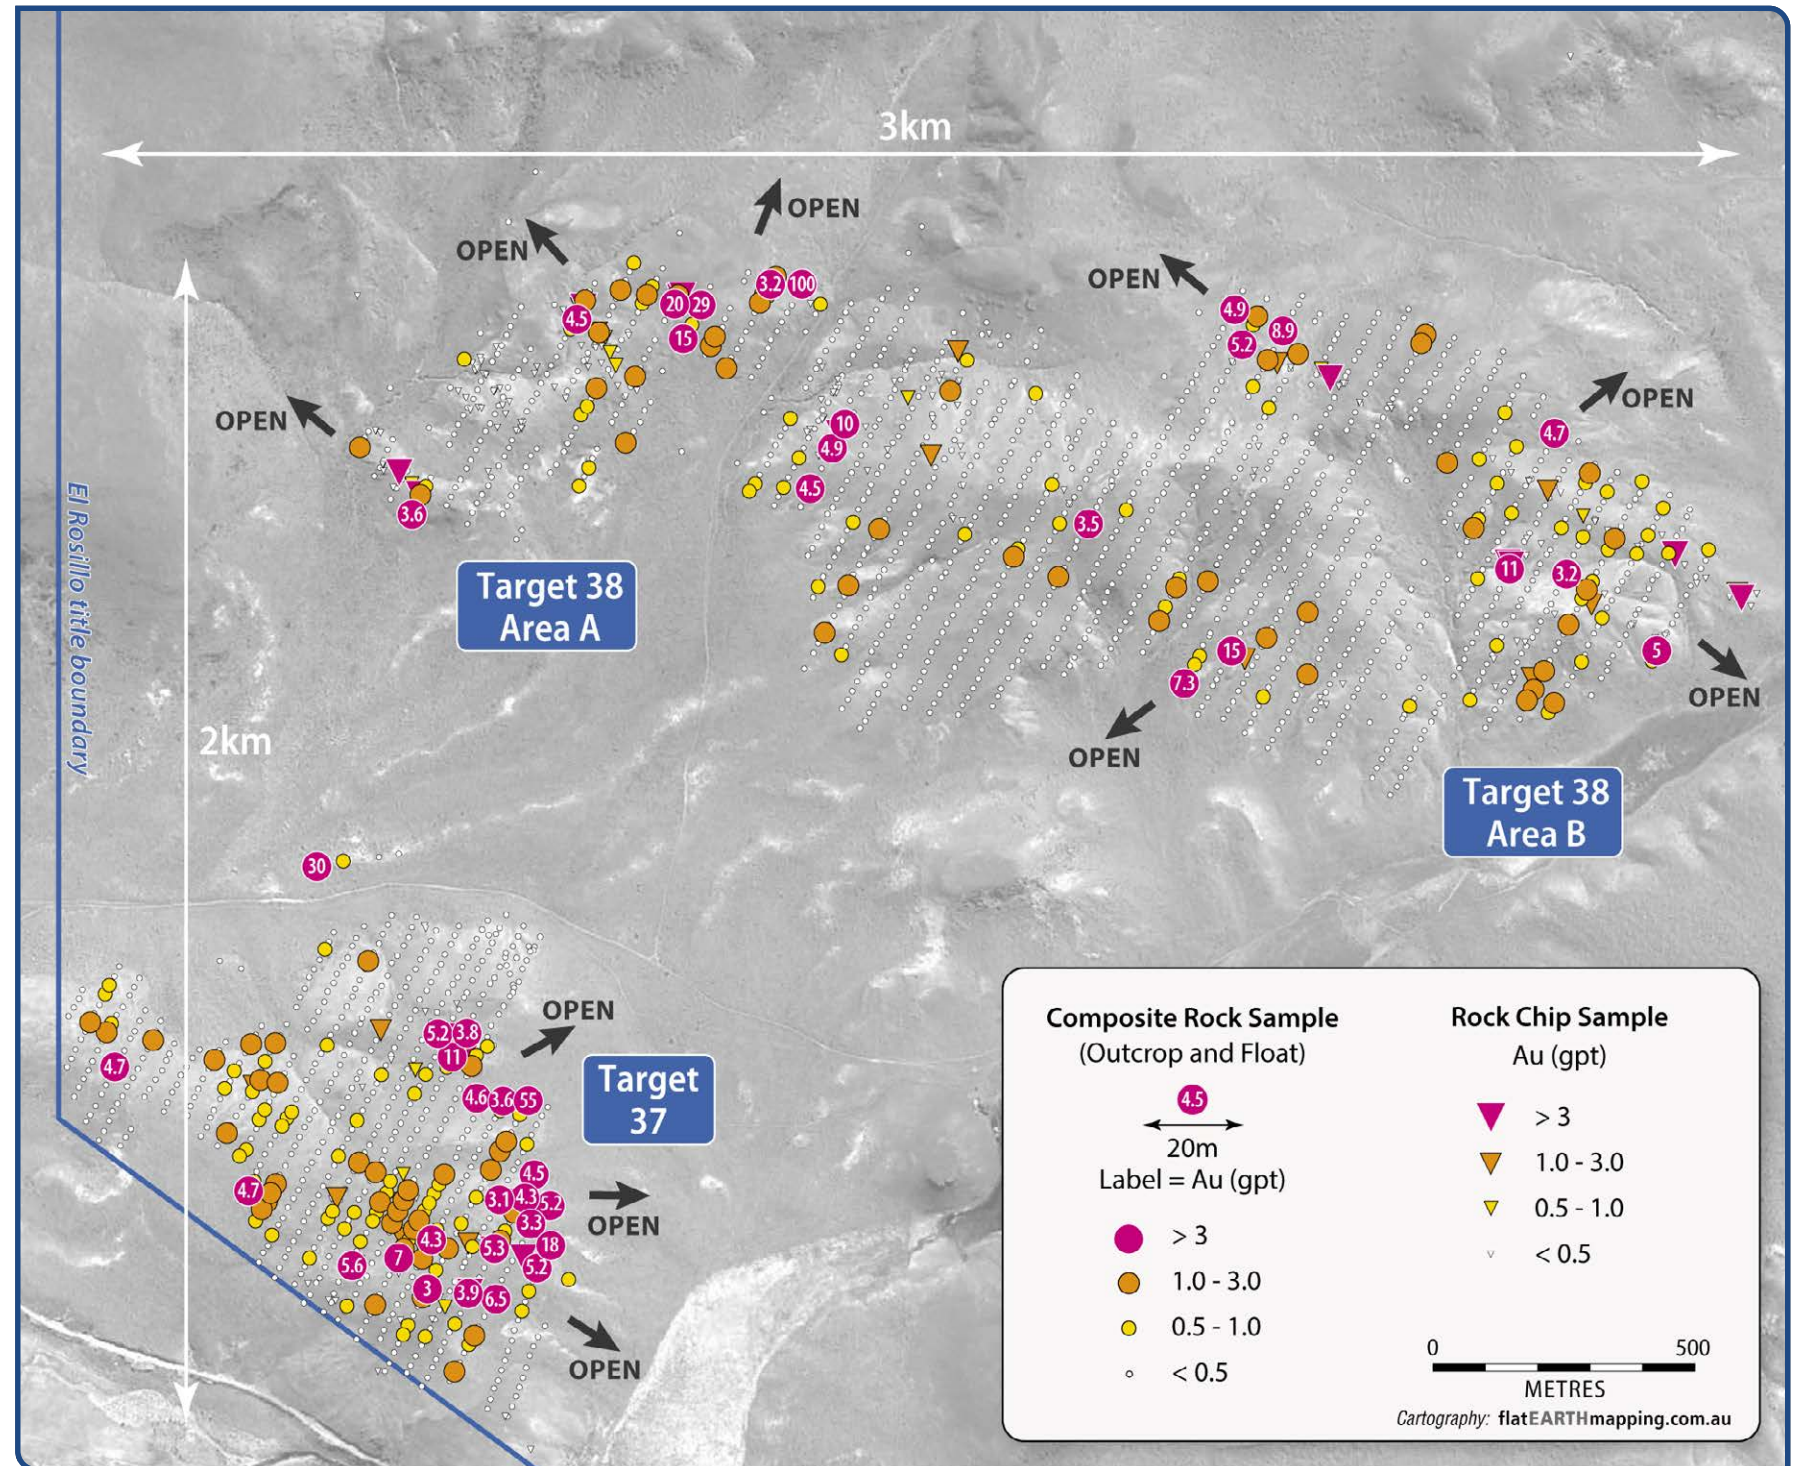 3km
OPEN
OPEN
OPEN
3.2 100
20 29
4.5
15
4.9
8.9
5.2
OPEN
OPEN
4.7
10
4.9
4.5
3.6
3.5
El Rosillo title boundary
Target 38
Area A
11
3.2
15
5
7.3
OPEN
OPEN
2km
Target 38
Area B
30
OPEN
5.2 3.8
11
4.7
4.6 3.6 55
Target
37
4.5
4.7
3.1 4.3 5.2
3.3
OPEN
4.3
5.3
18
7
5.6
5.2
3
3.9
6.5
OPEN
Composite Rock Sample
(Outcrop and Float)
4.5
20m
Label = Au (gpt)
> 3
1.0 - 3.0
0.5 - 1.0
< 0.5
Rock Chip Sample
Au (gpt)
> 3
1.0 - 3.0
0.5 - 1.0
< 0.5
0 500
METRES
Cartography: flatEARTHmapping.com.au